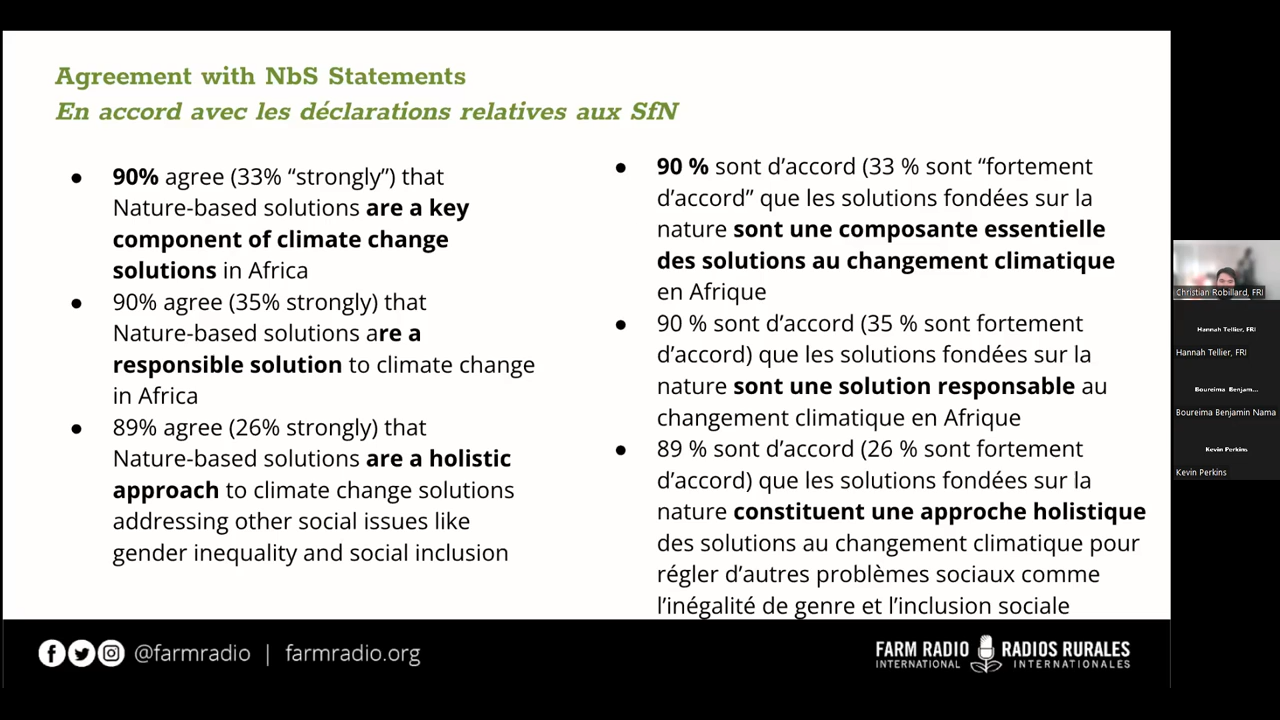 Agreement with NbS Statements
En accord avec les déclarations relatives aux SfN
● 90% agree (33% “strongly”) that
Nature-based solutions are a key
component of climate change
solutions in Africa
● 90% agree (35% strongly) that
Nature-based solutions are a
responsible solution to climate change
in Africa
● 89% agree (26% strongly) that
Nature-based solutions are a holistic
approach to climate change solutions
addressing other social issues like
gender inequality and social inclusion
● 90 % sont d’accord (33 % sont “fortement
d’accord” que les solutions fondées sur la
nature sont une composante essentielle
des solutions au changement climatique
en Afrique
● 90 % sont d’accord (35 % sont fortement
d’accord) que les solutions fondées sur la
nature sont une solution responsable au
changement climatique en Afrique
● 89 % sont d’accord (26 % sont fortement
d’accord) que les solutions fondées sur la
nature constituent une approche holistique
des solutions au changement climatique pour
régler d’autres problèmes sociaux comme
l’inégalité de genre et l’inclusion sociale
@farmradio | farmradio.org
FARM RADIO
INTERNATIONAL
RADIOS RURALES
INTERNATIONALES
Christian Robillard, FRI
Hannah Tellier, FRI
Hannah Tellier, FRI
Boureima Benjam...
Boureima Benjamin Nama
Kevin Perkins
Kevin Perkins